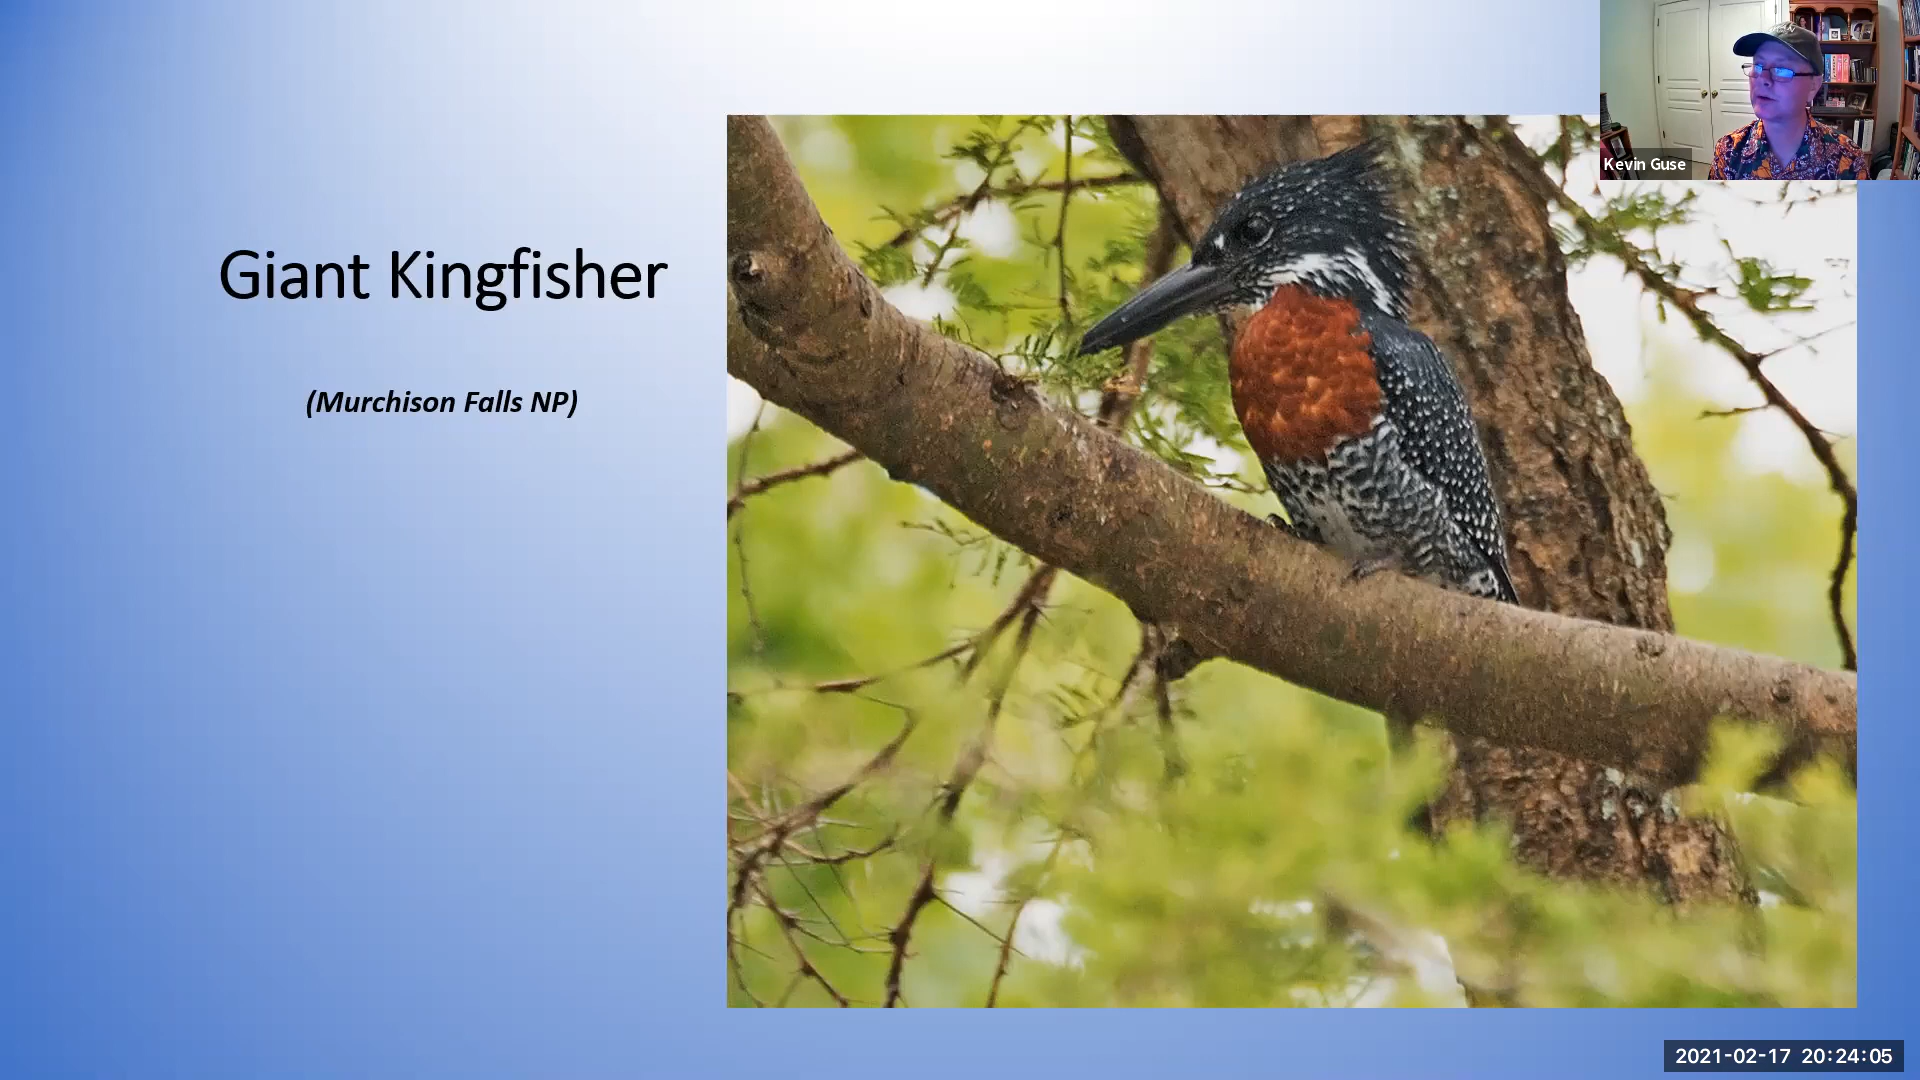 Kevin Guse
Giant Kingfisher
(Murchison Falls NP)
2021-02-17 20:24:05